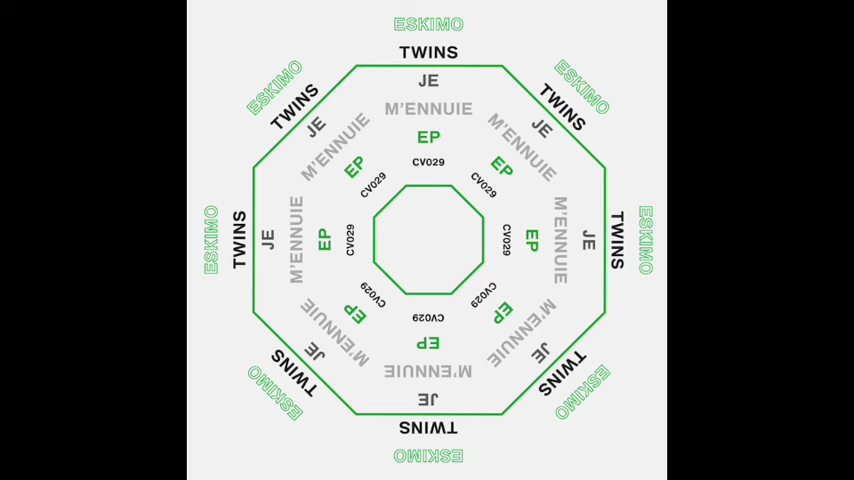 ESKIMO
TWINS
JE
M'ENNUIE
EP
CV029
ESKIMO
TWINS
JE
M'ENNUIE
EP
CV029
ESKIMO
TWINS
JE
M'ENNUIE
EP
CV029
ESKIMO
TWINS
JE
M'ENNUIE
EP
CV029
ESKIMO
TWINS
JE
M'ENNUIE
EP
CV029
ESKIMO
TWINS
JE
M'ENNUIE
EP
CV029
ESKIMO
TWINS
JE
M'ENNUIE
EP
CV029
ESKIMO
TWINS
JE
M'ENNUIE
EP
CV029